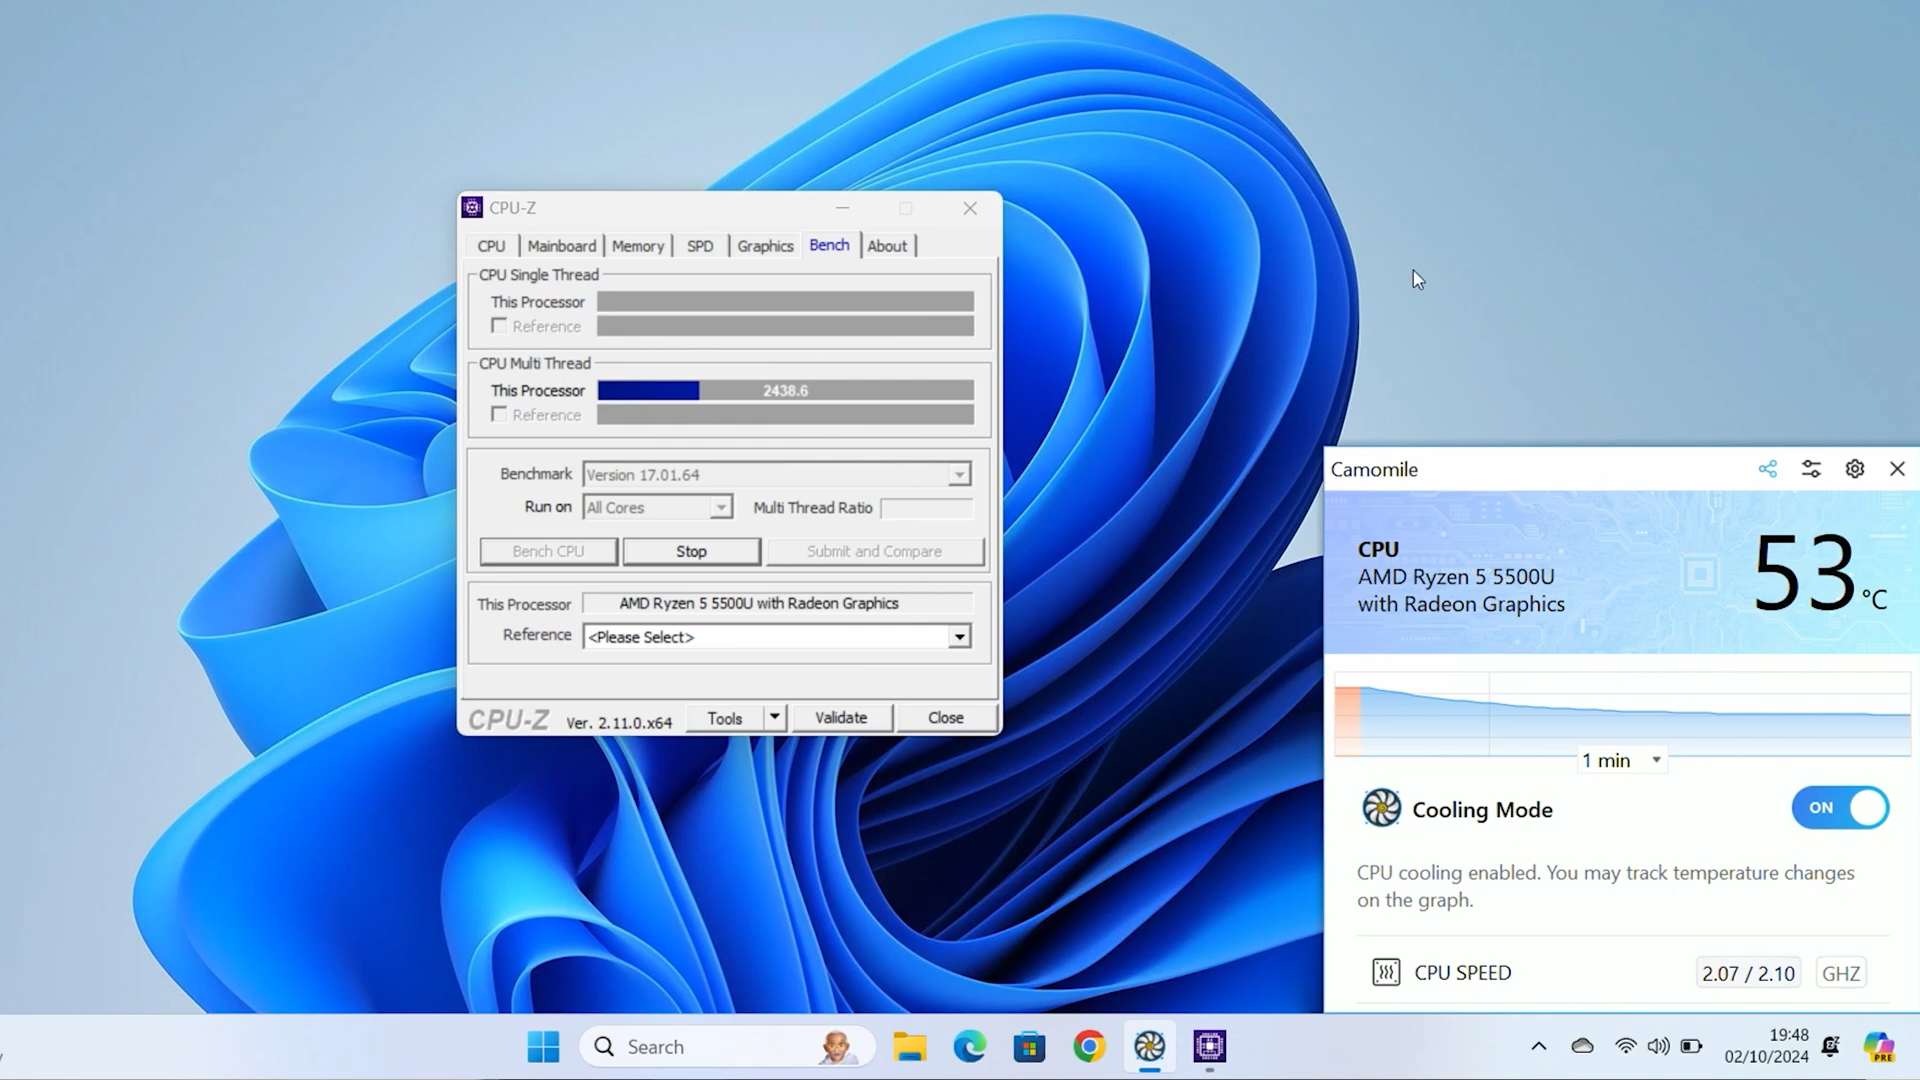 CPU-Z
CPU Mainboard Memory SPD Graphics Bench About
CPU Single Thread
This Processor
Reference
CPU Multi Thread
This Processor 2438.6
Reference
Benchmark Version 17.01.64
Run on All Cores Multi Thread Ratio
Bench CPU Stop Submit and Compare
This Processor AMD Ryzen 5 5500U with Radeon Graphics
Reference <Please Select>
CPU-Z Ver. 2.11.0.x64 Tools Validate Close
Camomile
CPU
AMD Ryzen 5 5500U
with Radeon Graphics
53 °C
1 min
Cooling Mode ON
CPU cooling enabled. You may track temperature changes
on the graph.
CPU SPEED 2.07 / 2.10 GHZ
Search
19:48
02/10/2024
PRE